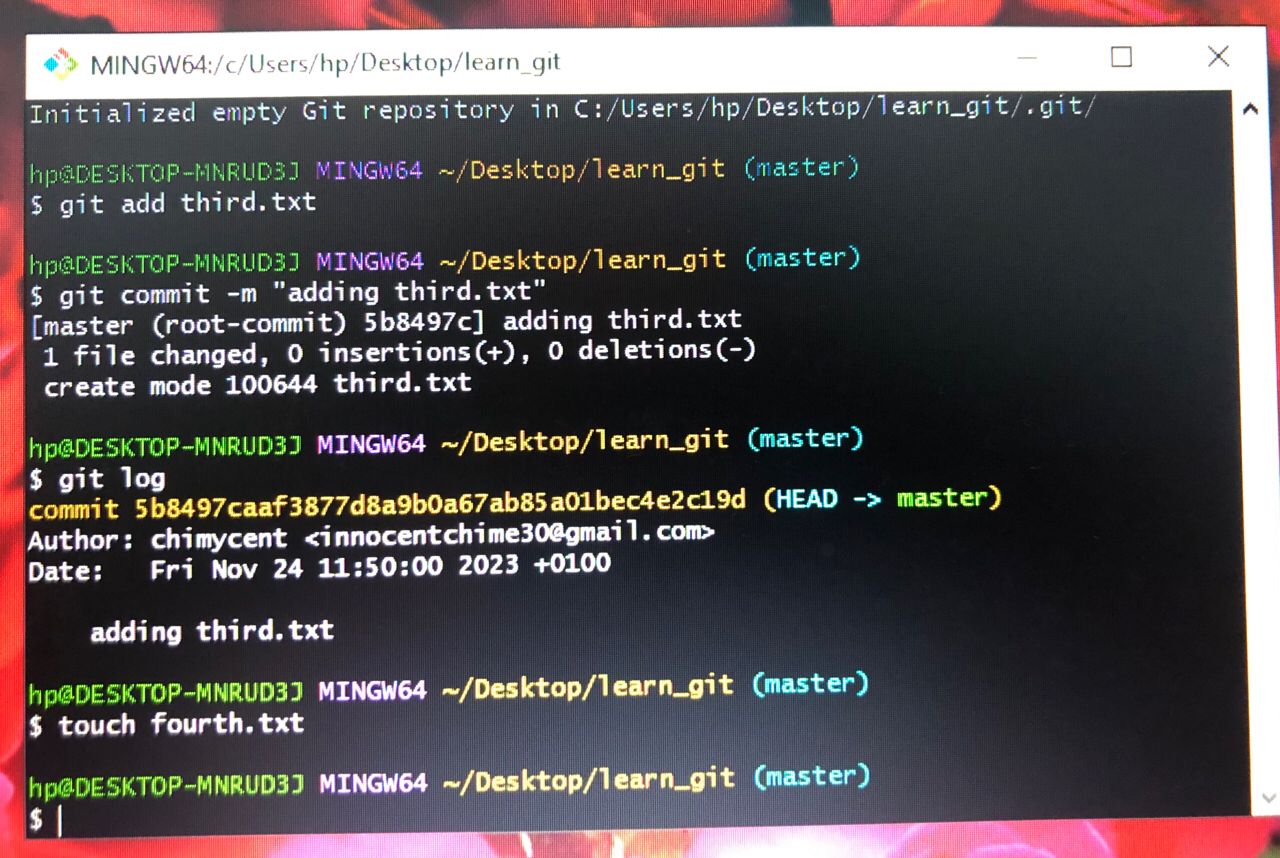 MINGW64:/c/Users/hp/Desktop/learn_git
Initialized empty Git repository in C:/Users/hp/Desktop/learn_git/.git/
hp@DESKTOP-MNRUD3J MINGW64 ~/Desktop/learn_git (master)
$ git add third.txt
hp@DESKTOP-MNRUD3J MINGW64 ~/Desktop/learn_git (master)
$ git commit -m "adding third.txt"
[master (root-commit) 5b8497c] adding third.txt
 1 file changed, 0 insertions(+), 0 deletions(-)
 create mode 100644 third.txt
hp@DESKTOP-MNRUD3J MINGW64 ~/Desktop/learn_git (master)
$ git log
commit 5b8497caaf3877d8a9b0a67ab85a01bec4e2c19d (HEAD -> master)
Author: chimycent <innocentchime30@gmail.com>
Date:   Fri Nov 24 11:50:00 2023 +0100
    adding third.txt
hp@DESKTOP-MNRUD3J MINGW64 ~/Desktop/learn_git (master)
$ touch fourth.txt
hp@DESKTOP-MNRUD3J MINGW64 ~/Desktop/learn_git (master)
$